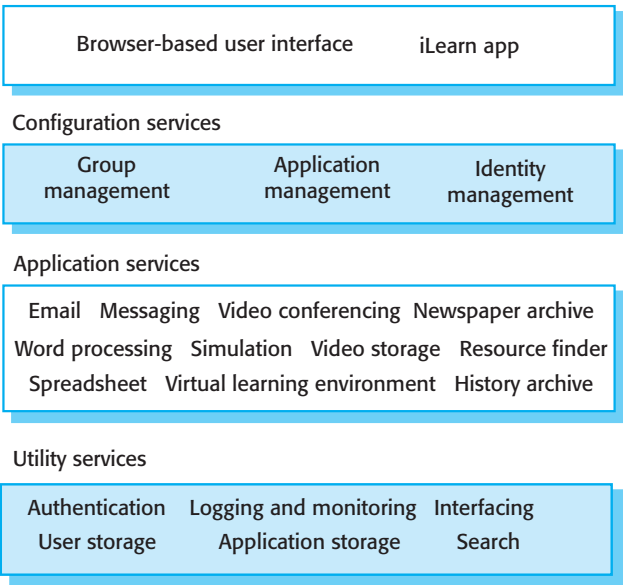 Browser-based user interface iLearn app
Configuration services
Group management
Application management
Identity management
Application services
Email Messaging Video conferencing Newspaper archive
Word processing Simulation Video storage Resource finder
Spreadsheet Virtual learning environment History archive
Utility services
Authentication Logging and monitoring Interfacing
User storage Application storage Search